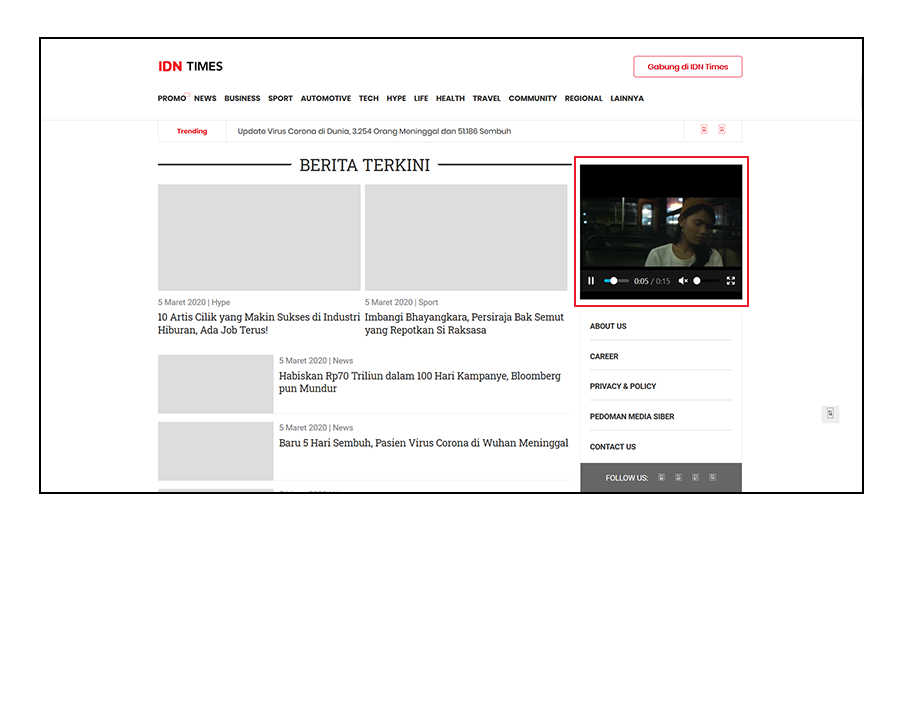 IDN TIMES
Gabung di IDN Times
PROMO NEWS BUSINESS SPORT AUTOMOTIVE TECH HYPE LIFE HEALTH TRAVEL COMMUNITY REGIONAL LAINNYA
Trending
Update Virus Corona di Dunia, 3.254 Orang Meninggal dan 51.186 Sembuh
BERITA TERKINI
5 Maret 2020 | Hype
10 Artis Cilik yang Makin Sukses di Industri
Hiburan, Ada Job Terus!
5 Maret 2020 | Sport
Imbangi Bhayangkara, Persiraja Bak Semut
yang Repotkan Si Raksasa
5 Maret 2020 | News
Habiskan Rp70 Triliun dalam 100 Hari Kampanye, Bloomberg
pun Mundur
5 Maret 2020 | News
Baru 5 Hari Sembuh, Pasien Virus Corona di Wuhan Meninggal
0:05 / 0:15
ABOUT US
CAREER
PRIVACY & POLICY
PEDOMAN MEDIA SIBER
CONTACT US
FOLLOW US: